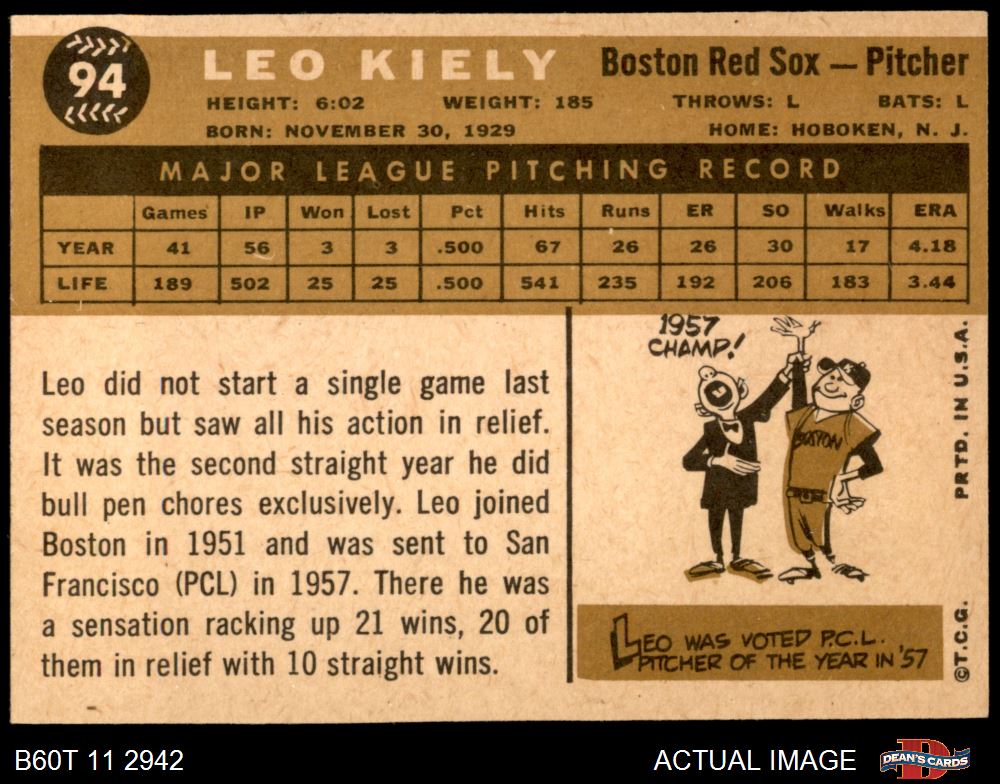 94
LEO KIELY
Boston Red Sox — Pitcher
HEIGHT: 6:02 WEIGHT: 185 THROWS: L BATS: L
BORN: NOVEMBER 30, 1929 HOME: HOBOKEN, N. J.
MAJOR LEAGUE PITCHING RECORD
Games IP Won Lost Pct Hits Runs ER SO Walks ERA
YEAR 41 56 3 3 .500 67 26 26 30 17 4.18
LIFE 189 502 25 25 .500 541 235 192 206 183 3.44
Leo did not start a single game last
season but saw all his action in relief.
It was the second straight year he did
bull pen chores exclusively. Leo joined
Boston in 1951 and was sent to San
Francisco (PCL) in 1957. There he was
a sensation racking up 21 wins, 20 of
them in relief with 10 straight wins.
1957
CHAMP!
BOSTON
LEO WAS VOTED P.C.L.
PITCHER OF THE YEAR IN '57
©T.C.G. PRTD. IN U.S.A.
B60T 11 2942
ACTUAL IMAGE
DEAN'S CARDS